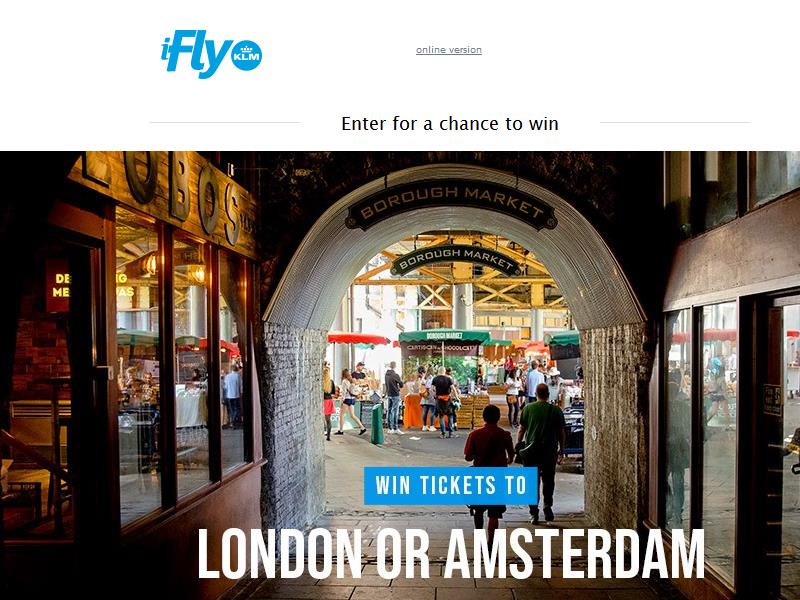 iFly KLM
online version
Enter for a chance to win
LOBOS
BOROUGH MARKET
BOROUGH MARKET
BOROUGH MARKET
WIN TICKETS TO
LONDON OR AMSTERDAM